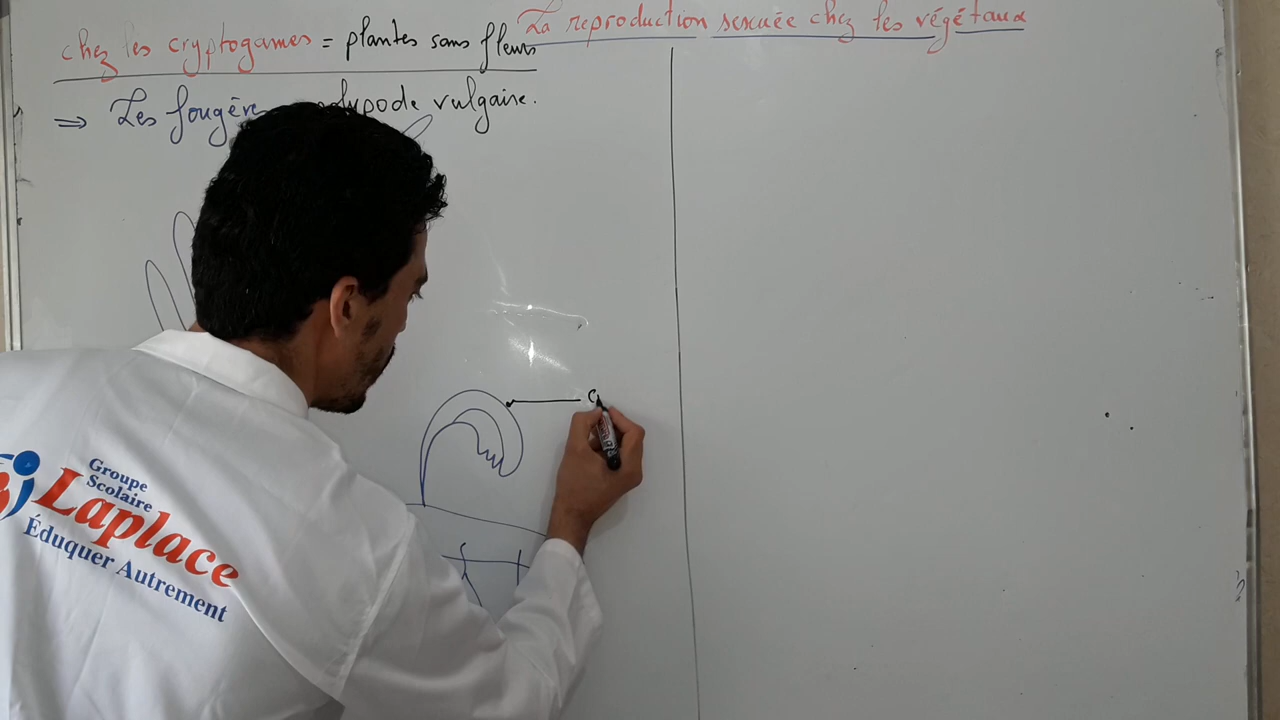 La reproduction sexuée chez les végétaux
chez les cryptogames = plantes sans fleurs
⇒ Les fougère vulgaire.
Groupe
Scolaire
Laplace
Éduquer Autrement